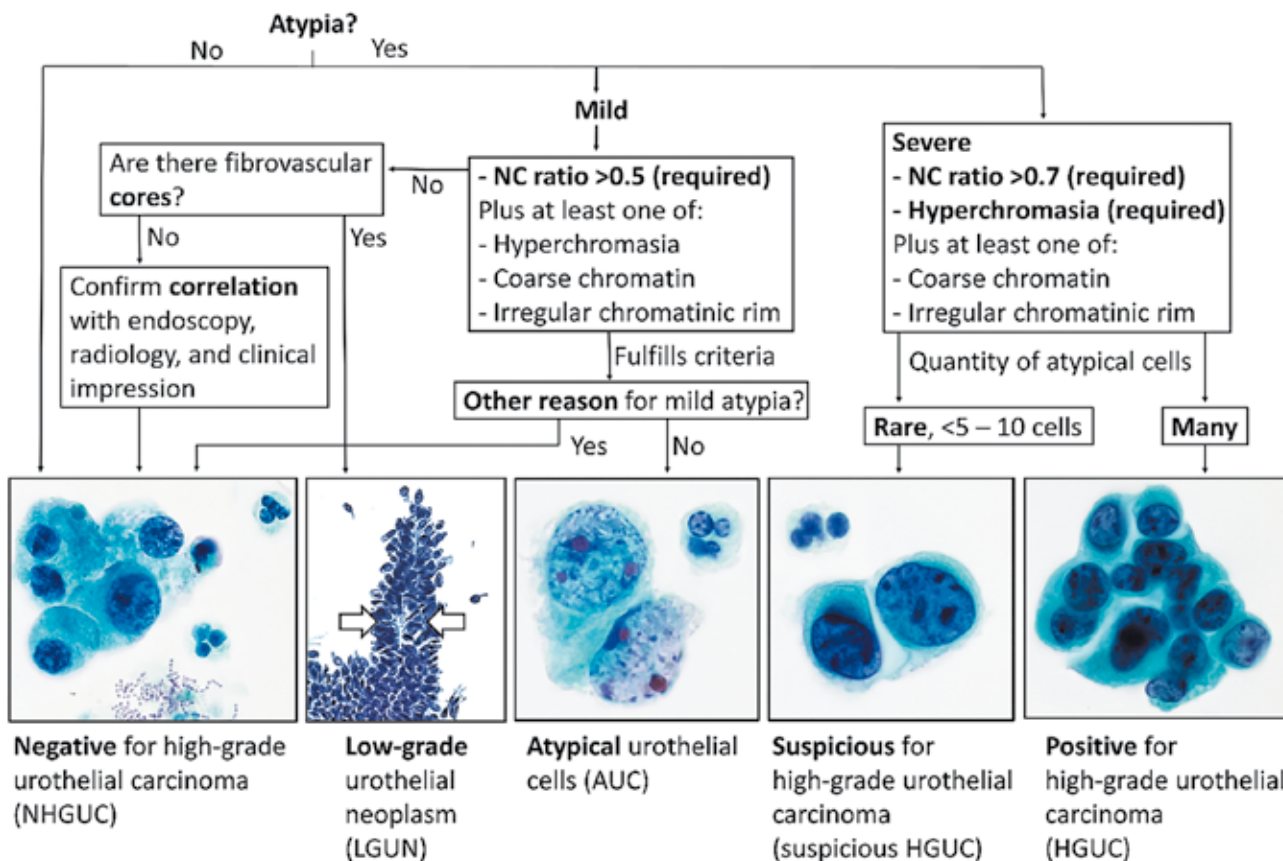 Atypia?
No
Yes
Mild
Are there fibrovascular
cores?
No
- NC ratio >0.5 (required)
Plus at least one of:
- Hyperchromasia
- Coarse chromatin
- Irregular chromatinic rim
Severe
- NC ratio >0.7 (required)
- Hyperchromasia (required)
Plus at least one of:
- Coarse chromatin
- Irregular chromatinic rim
No
Yes
Confirm correlation
with endoscopy,
radiology, and clinical
impression
Fulfills criteria
Quantity of atypical cells
Other reason for mild atypia?
Yes
No
Rare, <5 – 10 cells
Many
Negative for high-grade
urothelial carcinoma
(NHGUC)
Low-grade
urothelial
neoplasm
(LGUN)
Atypical urothelial
cells (AUC)
Suspicious for
high-grade urothelial
carcinoma
(suspicious HGUC)
Positive for
high-grade urothelial
carcinoma
(HGUC)